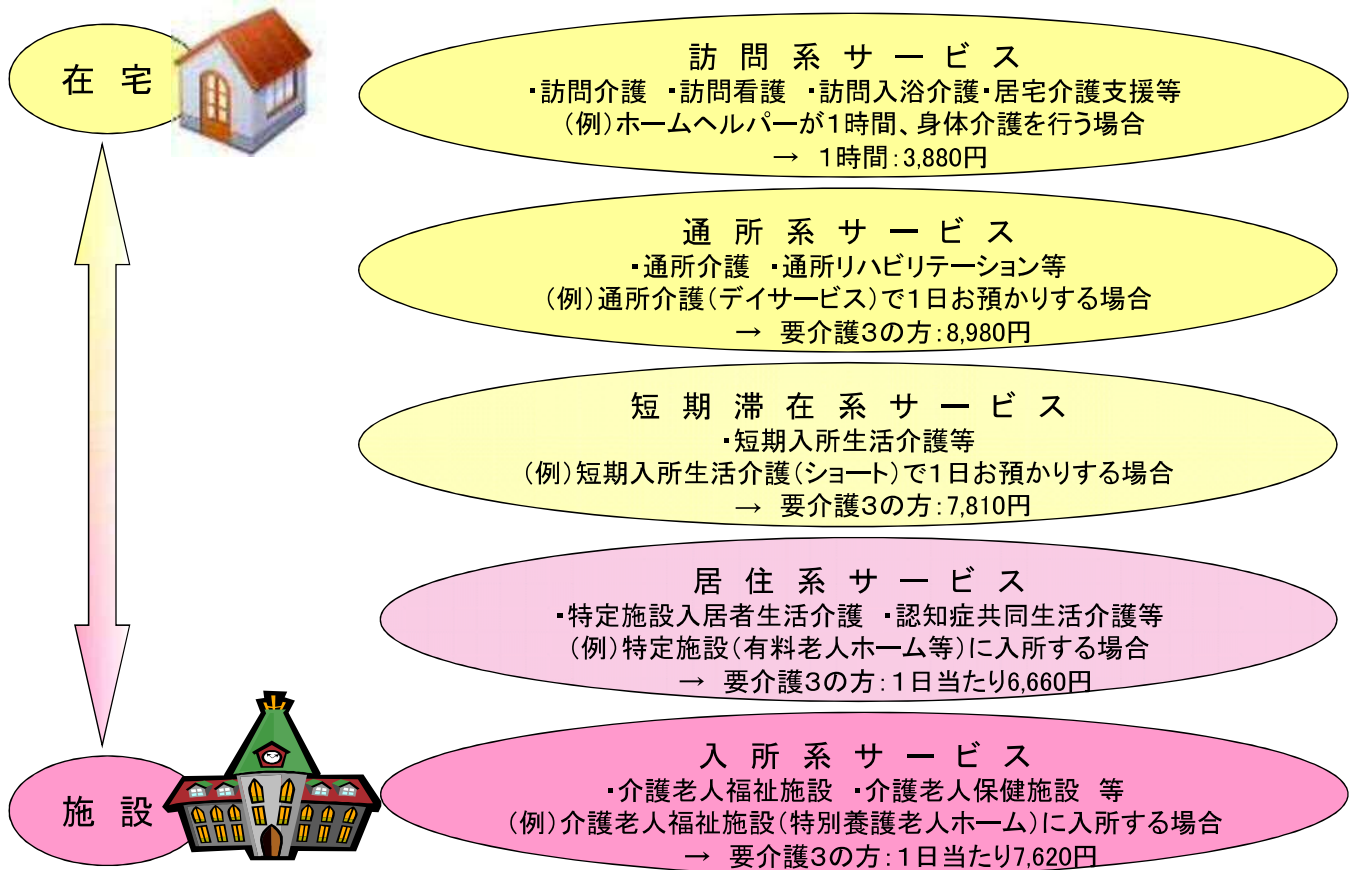 在 宅
訪 問 系 サ ー ビ ス
・訪問介護 ・訪問看護 ・訪問入浴介護・居宅介護支援等
（例）ホームヘルパーが１時間、身体介護を行う場合
→ １時間：3,880円
通 所 系 サ ー ビ ス
・通所介護 ・通所リハビリテーション等
（例）通所介護（デイサービス）で１日お預かりする場合
→ 要介護３の方：8,980円
短 期 滞 在 系 サ ー ビ ス
・短期入所生活介護等
（例）短期入所生活介護（ショート）で１日お預かりする場合
→ 要介護３の方：7,810円
居 住 系 サ ー ビ ス
・特定施設入居者生活介護 ・認知症共同生活介護等
（例）特定施設（有料老人ホーム等）に入所する場合
→ 要介護３の方：１日当たり6,660円
施 設
入 所 系 サ ー ビ ス
・介護老人福祉施設 ・介護老人保健施設 等
（例）介護老人福祉施設（特別養護老人ホーム）に入所する場合
→ 要介護３の方：１日当たり7,620円